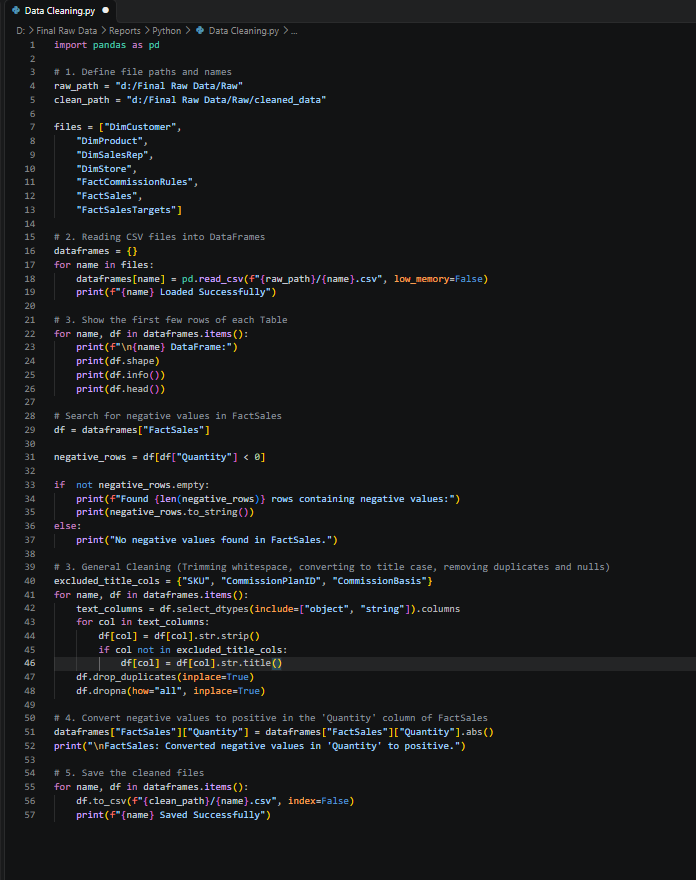 Data Cleaning.py
D: > Final Raw Data > Reports > Python > Data Cleaning.py > ...
1 import pandas as pd
2
3 # 1. Define file paths and names
4 raw_path = "d:/Final Raw Data/Raw"
5 clean_path = "d:/Final Raw Data/Raw/cleaned_data"
6
7 files = ["DimCustomer",
8     "DimProduct",
9     "DimSalesRep",
10     "DimStore",
11     "FactCommissionRules",
12     "FactSales",
13     "FactSalesTargets"]
14
15 # 2. Reading CSV files into DataFrames
16 dataframes = {}
17 for name in files:
18     dataframes[name] = pd.read_csv(f"{raw_path}/{name}.csv", low_memory=False)
19     print(f"{name} Loaded Successfully")
20
21 # 3. Show the first few rows of each Table
22 for name, df in dataframes.items():
23     print(f"\n{name} DataFrame:")
24     print(df.shape)
25     print(df.info())
26     print(df.head())
27
28 # Search for negative values in FactSales
29 df = dataframes["FactSales"]
30
31 negative_rows = df[df["Quantity"] < 0]
32
33 if  not negative_rows.empty:
34     print(f"Found {len(negative_rows)} rows containing negative values:")
35     print(negative_rows.to_string())
36 else:
37     print("No negative values found in FactSales.")
38
39 # 3. General Cleaning (Trimming whitespace, converting to title case, removing duplicates and nulls)
40 excluded_title_cols = {"SKU", "CommissionPlanID", "CommissionBasis"}
41 for name, df in dataframes.items():
42     text_columns = df.select_dtypes(include=["object", "string"]).columns
43     for col in text_columns:
44         df[col] = df[col].str.strip()
45         if col not in excluded_title_cols:
46             df[col] = df[col].str.title()
47     df.drop_duplicates(inplace=True)
48     df.dropna(how="all", inplace=True)
49
50 # 4. Convert negative values to positive in the 'Quantity' column of FactSales
51 dataframes["FactSales"]["Quantity"] = dataframes["FactSales"]["Quantity"].abs()
52 print("\nFactSales: Converted negative values in 'Quantity' to positive.")
53
54 # 5. Save the cleaned files
55 for name, df in dataframes.items():
56     df.to_csv(f"{clean_path}/{name}.csv", index=False)
57     print(f"{name} Saved Successfully")